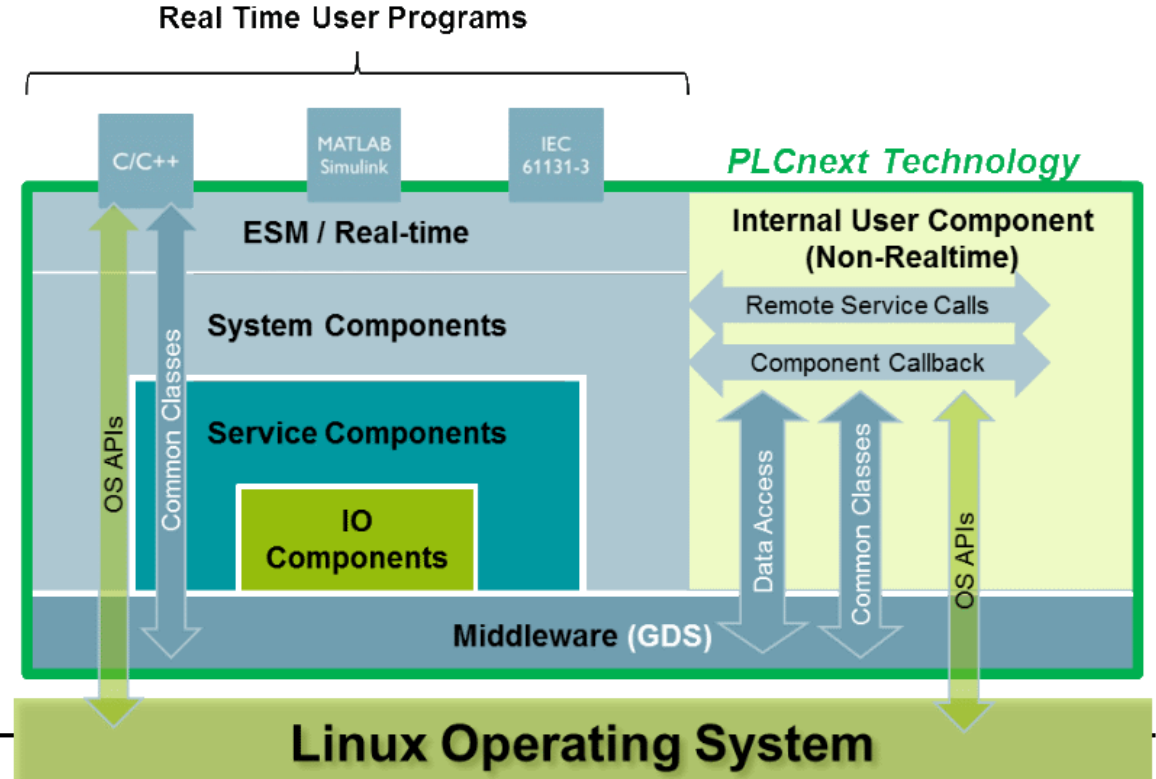 Real Time User Programs
C/C++
MATLAB
Simulink
IEC
61131-3
PLCnext Technology
ESM / Real-time
Internal User Component
(Non-Realtime)
Remote Service Calls
System Components
Component Callback
Service Components
IO
Components
OS APIs
Common Classes
Data Access
Common Classes
OS APIs
Middleware (GDS)
Linux Operating System